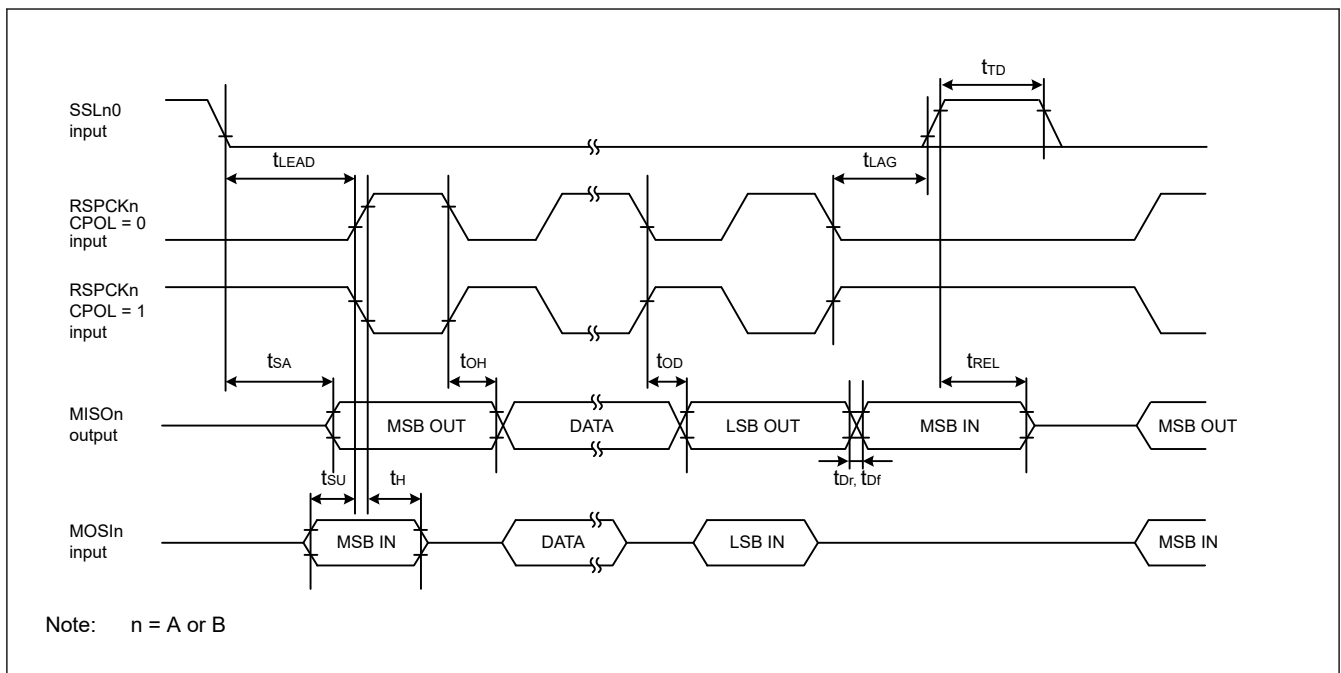 tTD
SSLn0
input
tLEAD
tLAG
RSPCKn
CPOL = 0
input
RSPCKn
CPOL = 1
input
tSA
tOH
tOD
tREL
MISOn
output
MSB OUT
DATA
LSB OUT
MSB IN
MSB OUT
tSU
tH
tDr, tDf
MOSIn
input
MSB IN
DATA
LSB IN
MSB IN
Note: n = A or B